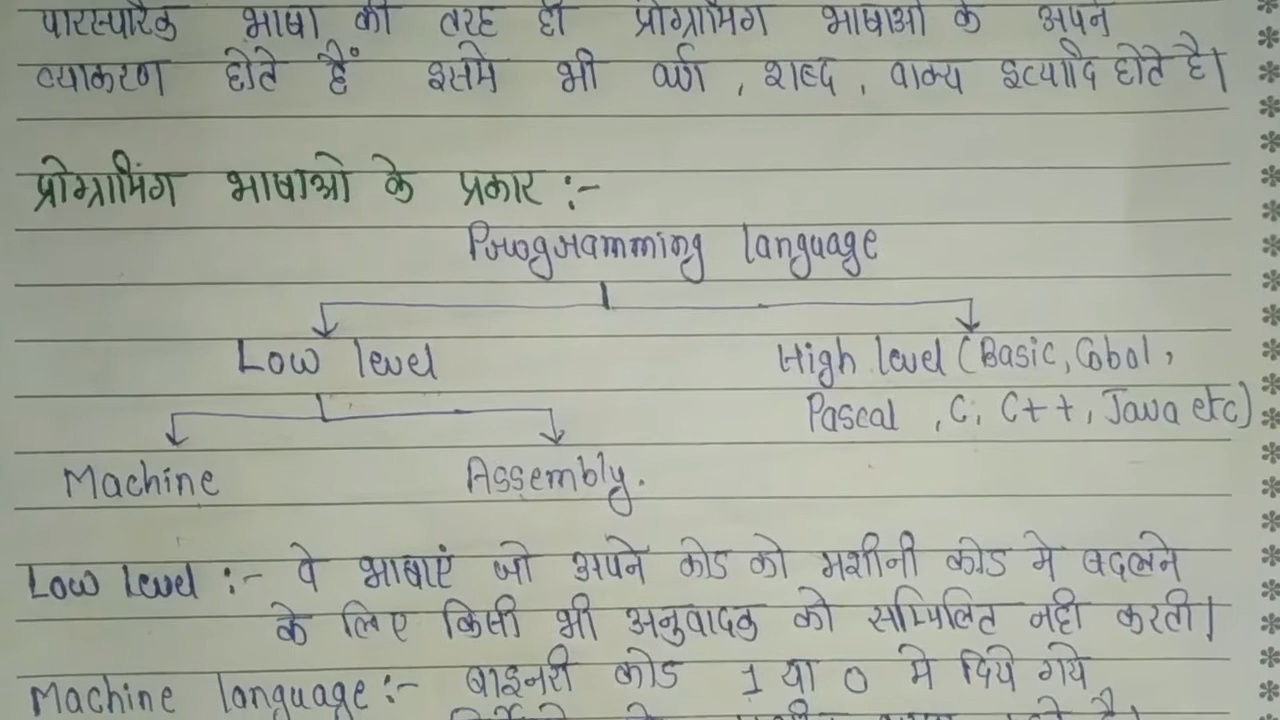 पारस्पारिक भाषा की तरह ही प्रोग्रामिंग भाषाओं के अपने
व्याकरण होते हैं इसमे भी वर्ण , शब्द , वाक्य इत्यादि होते है।
प्रोग्रामिंग भाषाओ के प्रकार :-
Programming language
Low level
High level (Basic, Cobol,
Pascal , C, C++, Java etc)
Machine
Assembly.
Low Level :- वे भाषाएं जो अपने कोड को मशीनी कोड मे बदलने
के लिए किसी भी अनुवादक को सम्मिलित नही करती।
Machine language :- बाइनरी कोड 1 या 0 मे दिये गये